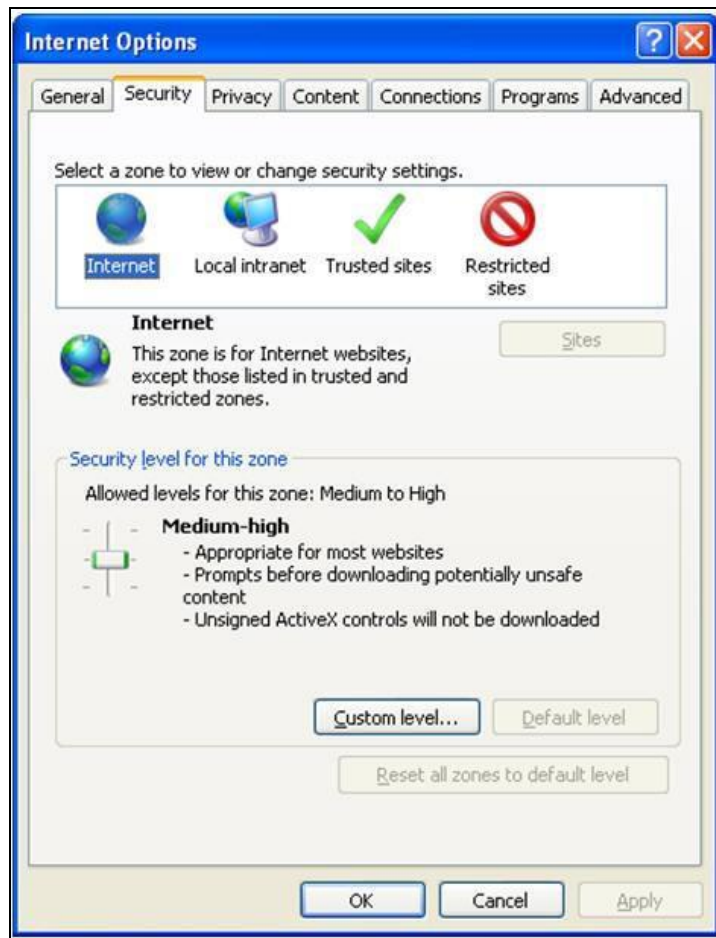 Internet Options
General Security Privacy Content Connections Programs Advanced
Select a zone to view or change security settings.
Internet Local intranet Trusted sites Restricted
sites
Internet
Sites
This zone is for Internet websites,
except those listed in trusted and
restricted zones.
Security level for this zone
Allowed levels for this zone: Medium to High
Medium-high
- Appropriate for most websites
- Prompts before downloading potentially unsafe
content
- Unsigned ActiveX controls will not be downloaded
Custom level... Default level
Reset all zones to default level
OK Cancel Apply